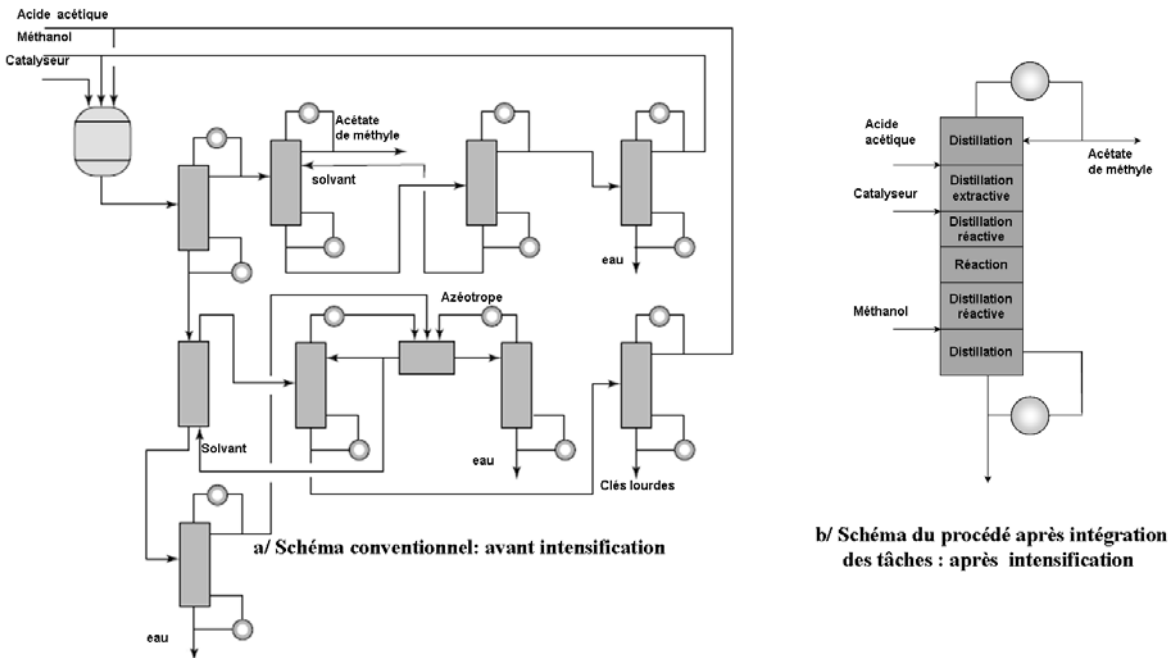 Acide acétique
Méthanol
Catalyseur
Acétate
de méthyle
solvant
eau
Azéotrope
Solvant
eau
Clés lourdes
a/ Schéma conventionnel: avant intensification
eau
Acide
acétique
Catalyseur
Méthanol
Distillation
Distillation
extractive
Distillation
réactive
Réaction
Distillation
réactive
Distillation
Acétate
de méthyle
b/ Schéma du procédé après intégration
des tâches : après intensification